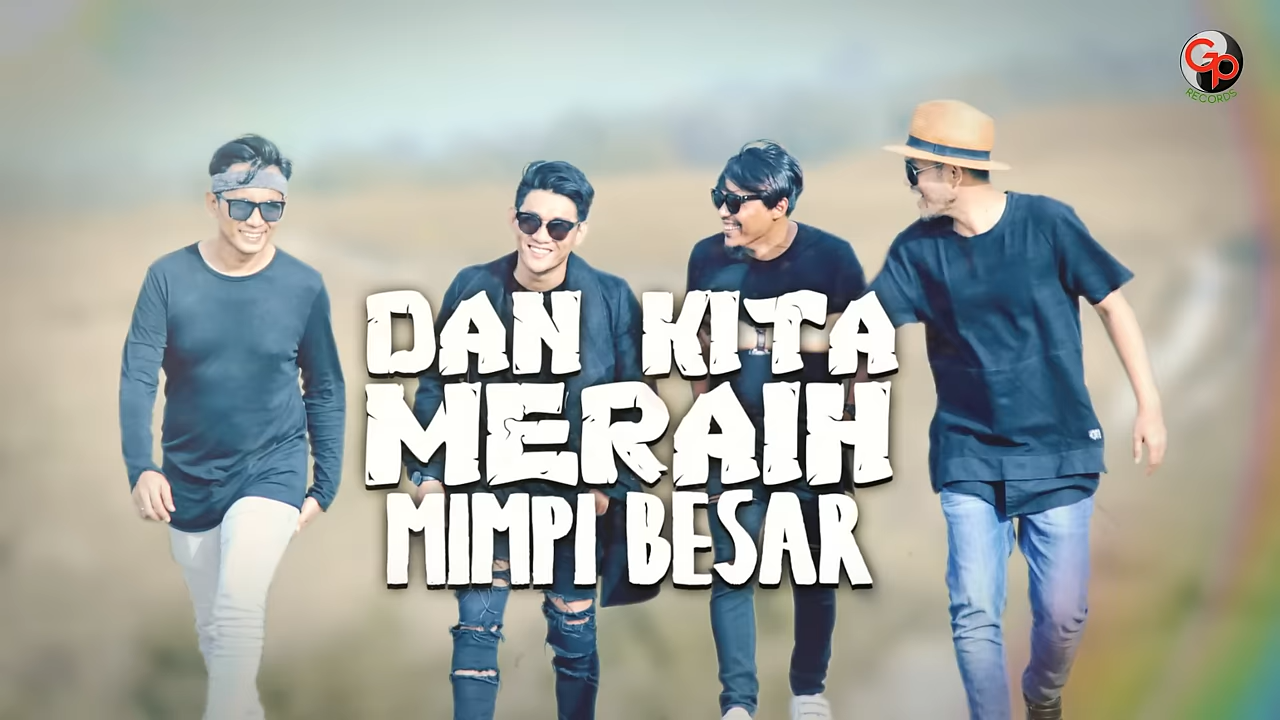 GP
RECORDS
DAN KITA
MERAIH
MIMPI BESAR